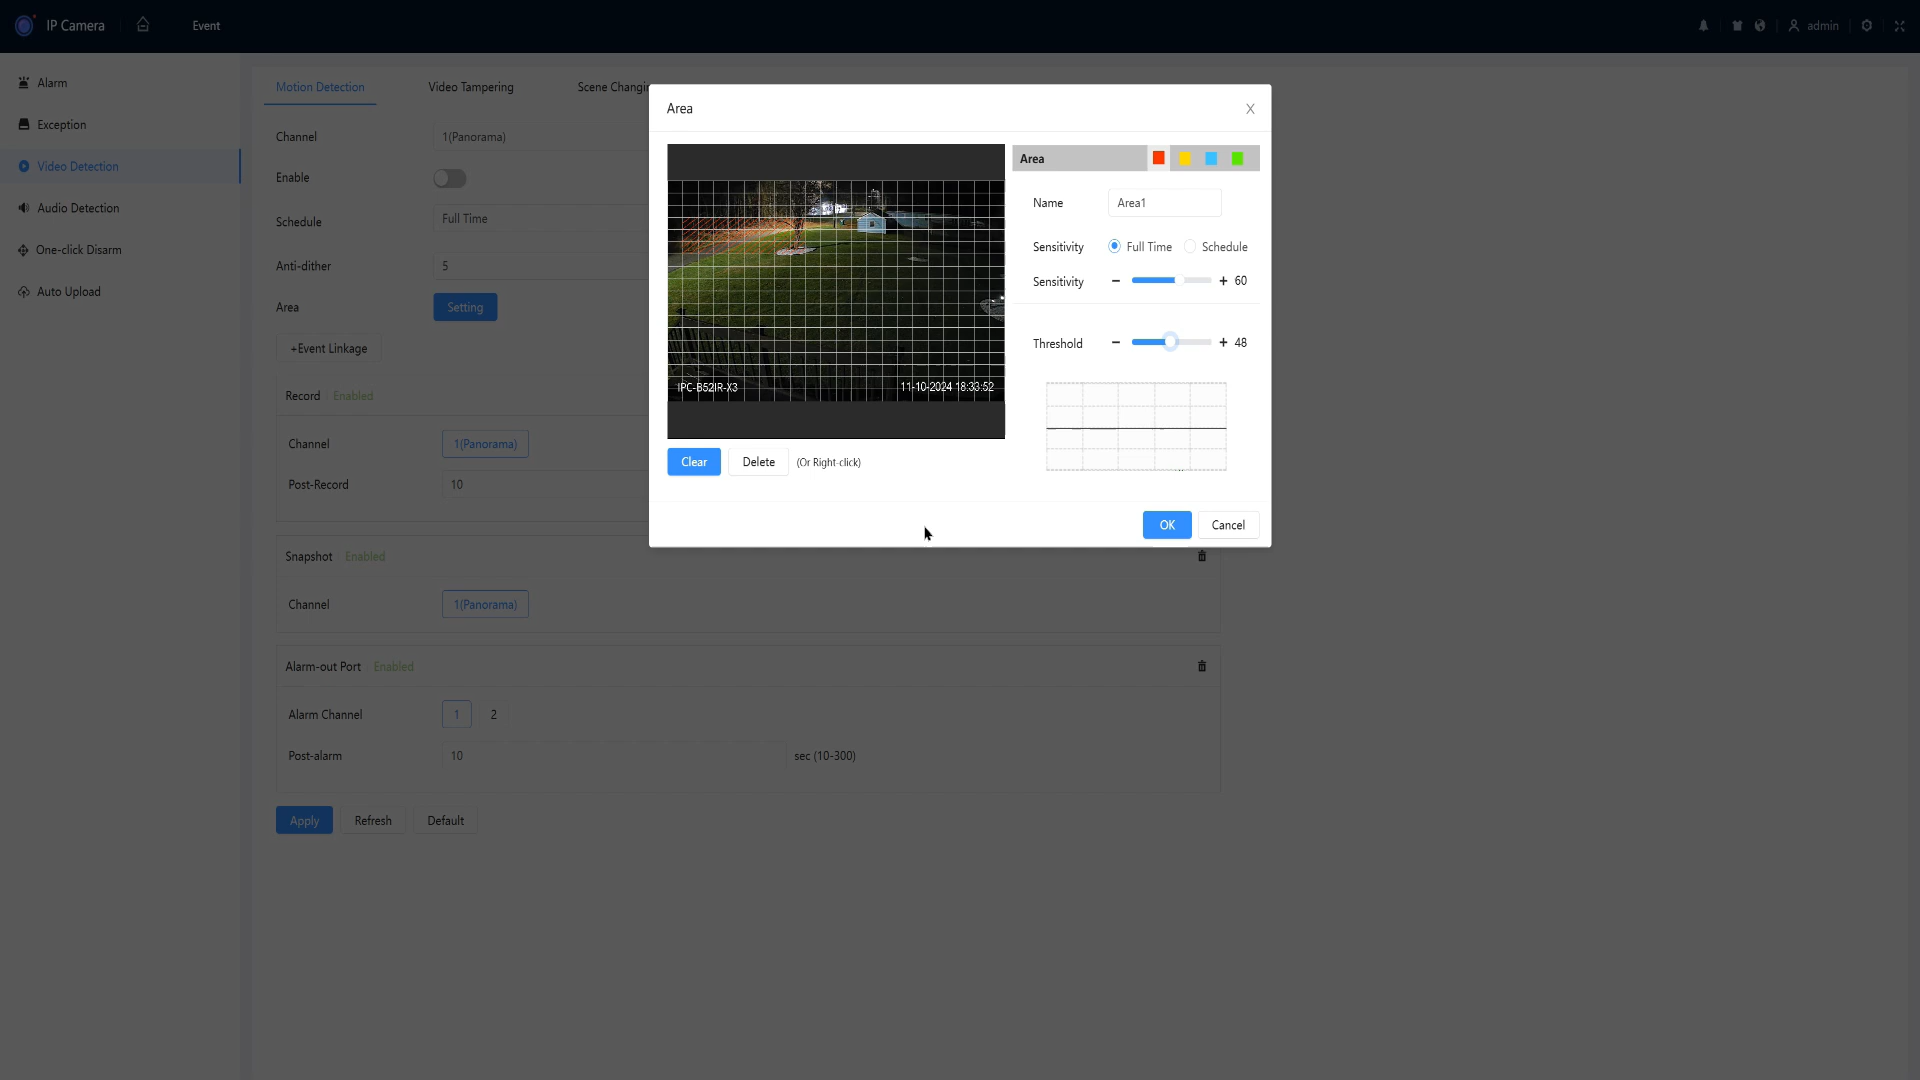 IP Camera
Event
admin
Alarm
Exception
Video Detection
Audio Detection
One-click Disarm
Auto Upload
Motion Detection
Video Tampering
Scene Changin
Channel
1(Panorama)
Enable
Schedule
Full Time
Anti-dither
5
Area
Setting
+Event Linkage
Record
Enabled
Channel
1(Panorama)
Post-Record
10
Snapshot
Enabled
Channel
1(Panorama)
Alarm-out Port
Enabled
Alarm Channel
1
2
Post-alarm
10
sec (10-300)
Apply
Refresh
Default
Area
X
IPC-B52IR-X3
11-10-2024 18:33:52
Clear
Delete
(Or Right-click)
Area
Name
Area1
Sensitivity
Full Time
Schedule
Sensitivity
− + 60
Threshold
− + 48
OK
Cancel